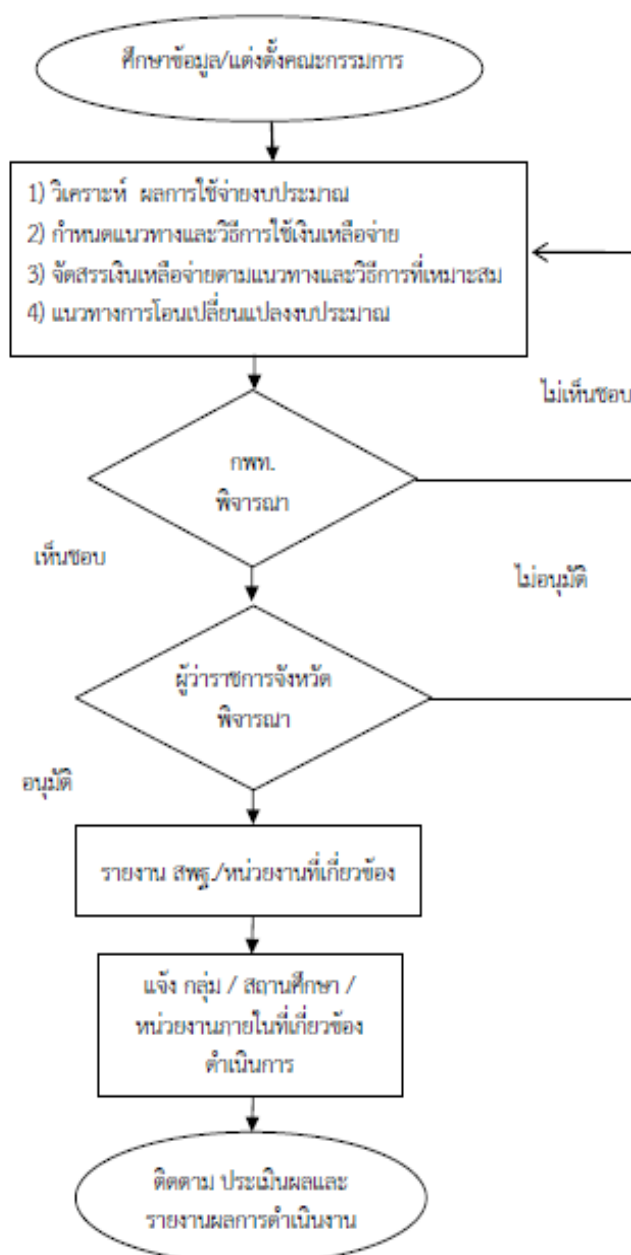 ศึกษาข้อมูล/แต่งตั้งคณะกรรมการ
1) วิเคราะห์ ผลการใช้จ่ายงบประมาณ
2) กำหนดแนวทางและวิธีการใช้เงินเหลือจ่าย
3) จัดสรรเงินเหลือจ่ายตามแนวทางและวิธีการที่เหมาะสม
4) แนวทางการโอนเปลี่ยนแปลงงบประมาณ
ไม่เห็นชอบ
กพท.
พิจารณา
เห็นชอบ
ไม่อนุมัติ
ผู้ว่าราชการจังหวัด
พิจารณา
อนุมัติ
รายงาน สพฐ./หน่วยงานที่เกี่ยวข้อง
แจ้ง กลุ่ม / สถานศึกษา /
หน่วยงานภายในที่เกี่ยวข้อง
ดำเนินการ
ติดตาม ประเมินผลและ
รายงานผลการดำเนินงาน